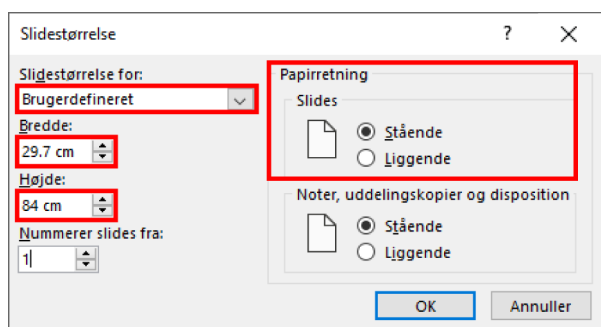 Slidestørrelse
?
Slidestørrelse for:
Brugerdefineret
Bredde:
29.7 cm
Højde:
84 cm
Nummerer slides fra:
1
Papirretning
Slides
Stående
Liggende
Noter, uddelingskopier og disposition
Stående
Liggende
OK
Annuller